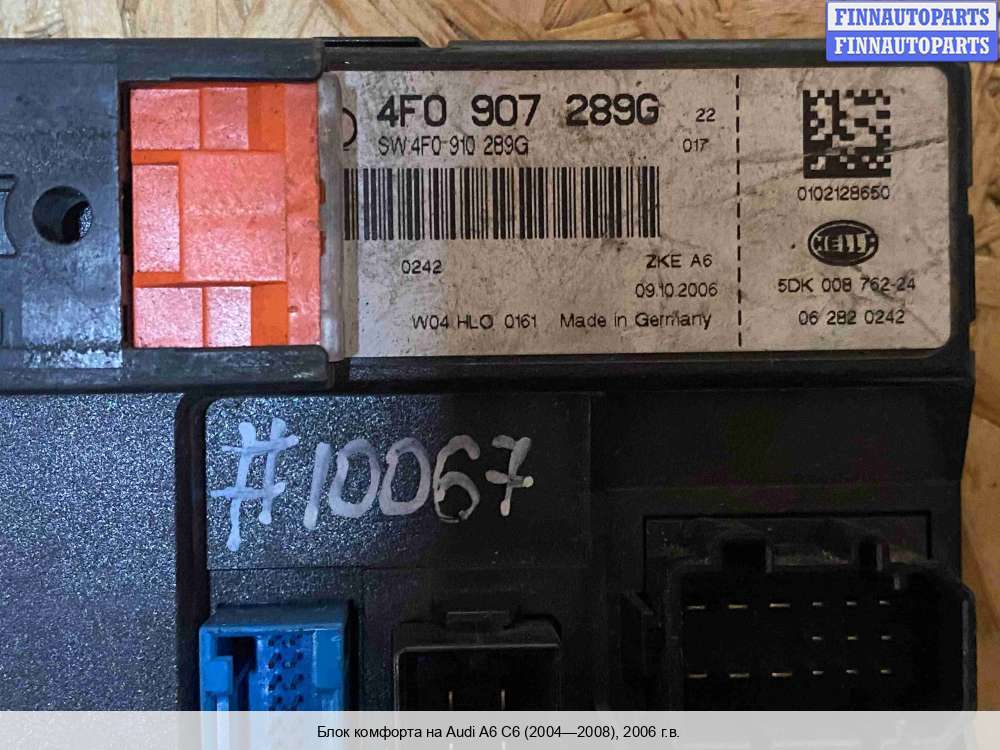 FINNAUTOPARTS
FINNAUTOPARTS
4F0 907 289G 22
SW:4F0 910 289G 017
0102128650
HELLA
0242 ZKE A6
09.10.2006
5DK 008 762-24
W04 HLO 0161 Made in Germany
06 282 0242
#10067
Блок комфорта на Audi A6 C6 (2004—2008), 2006 г.в.